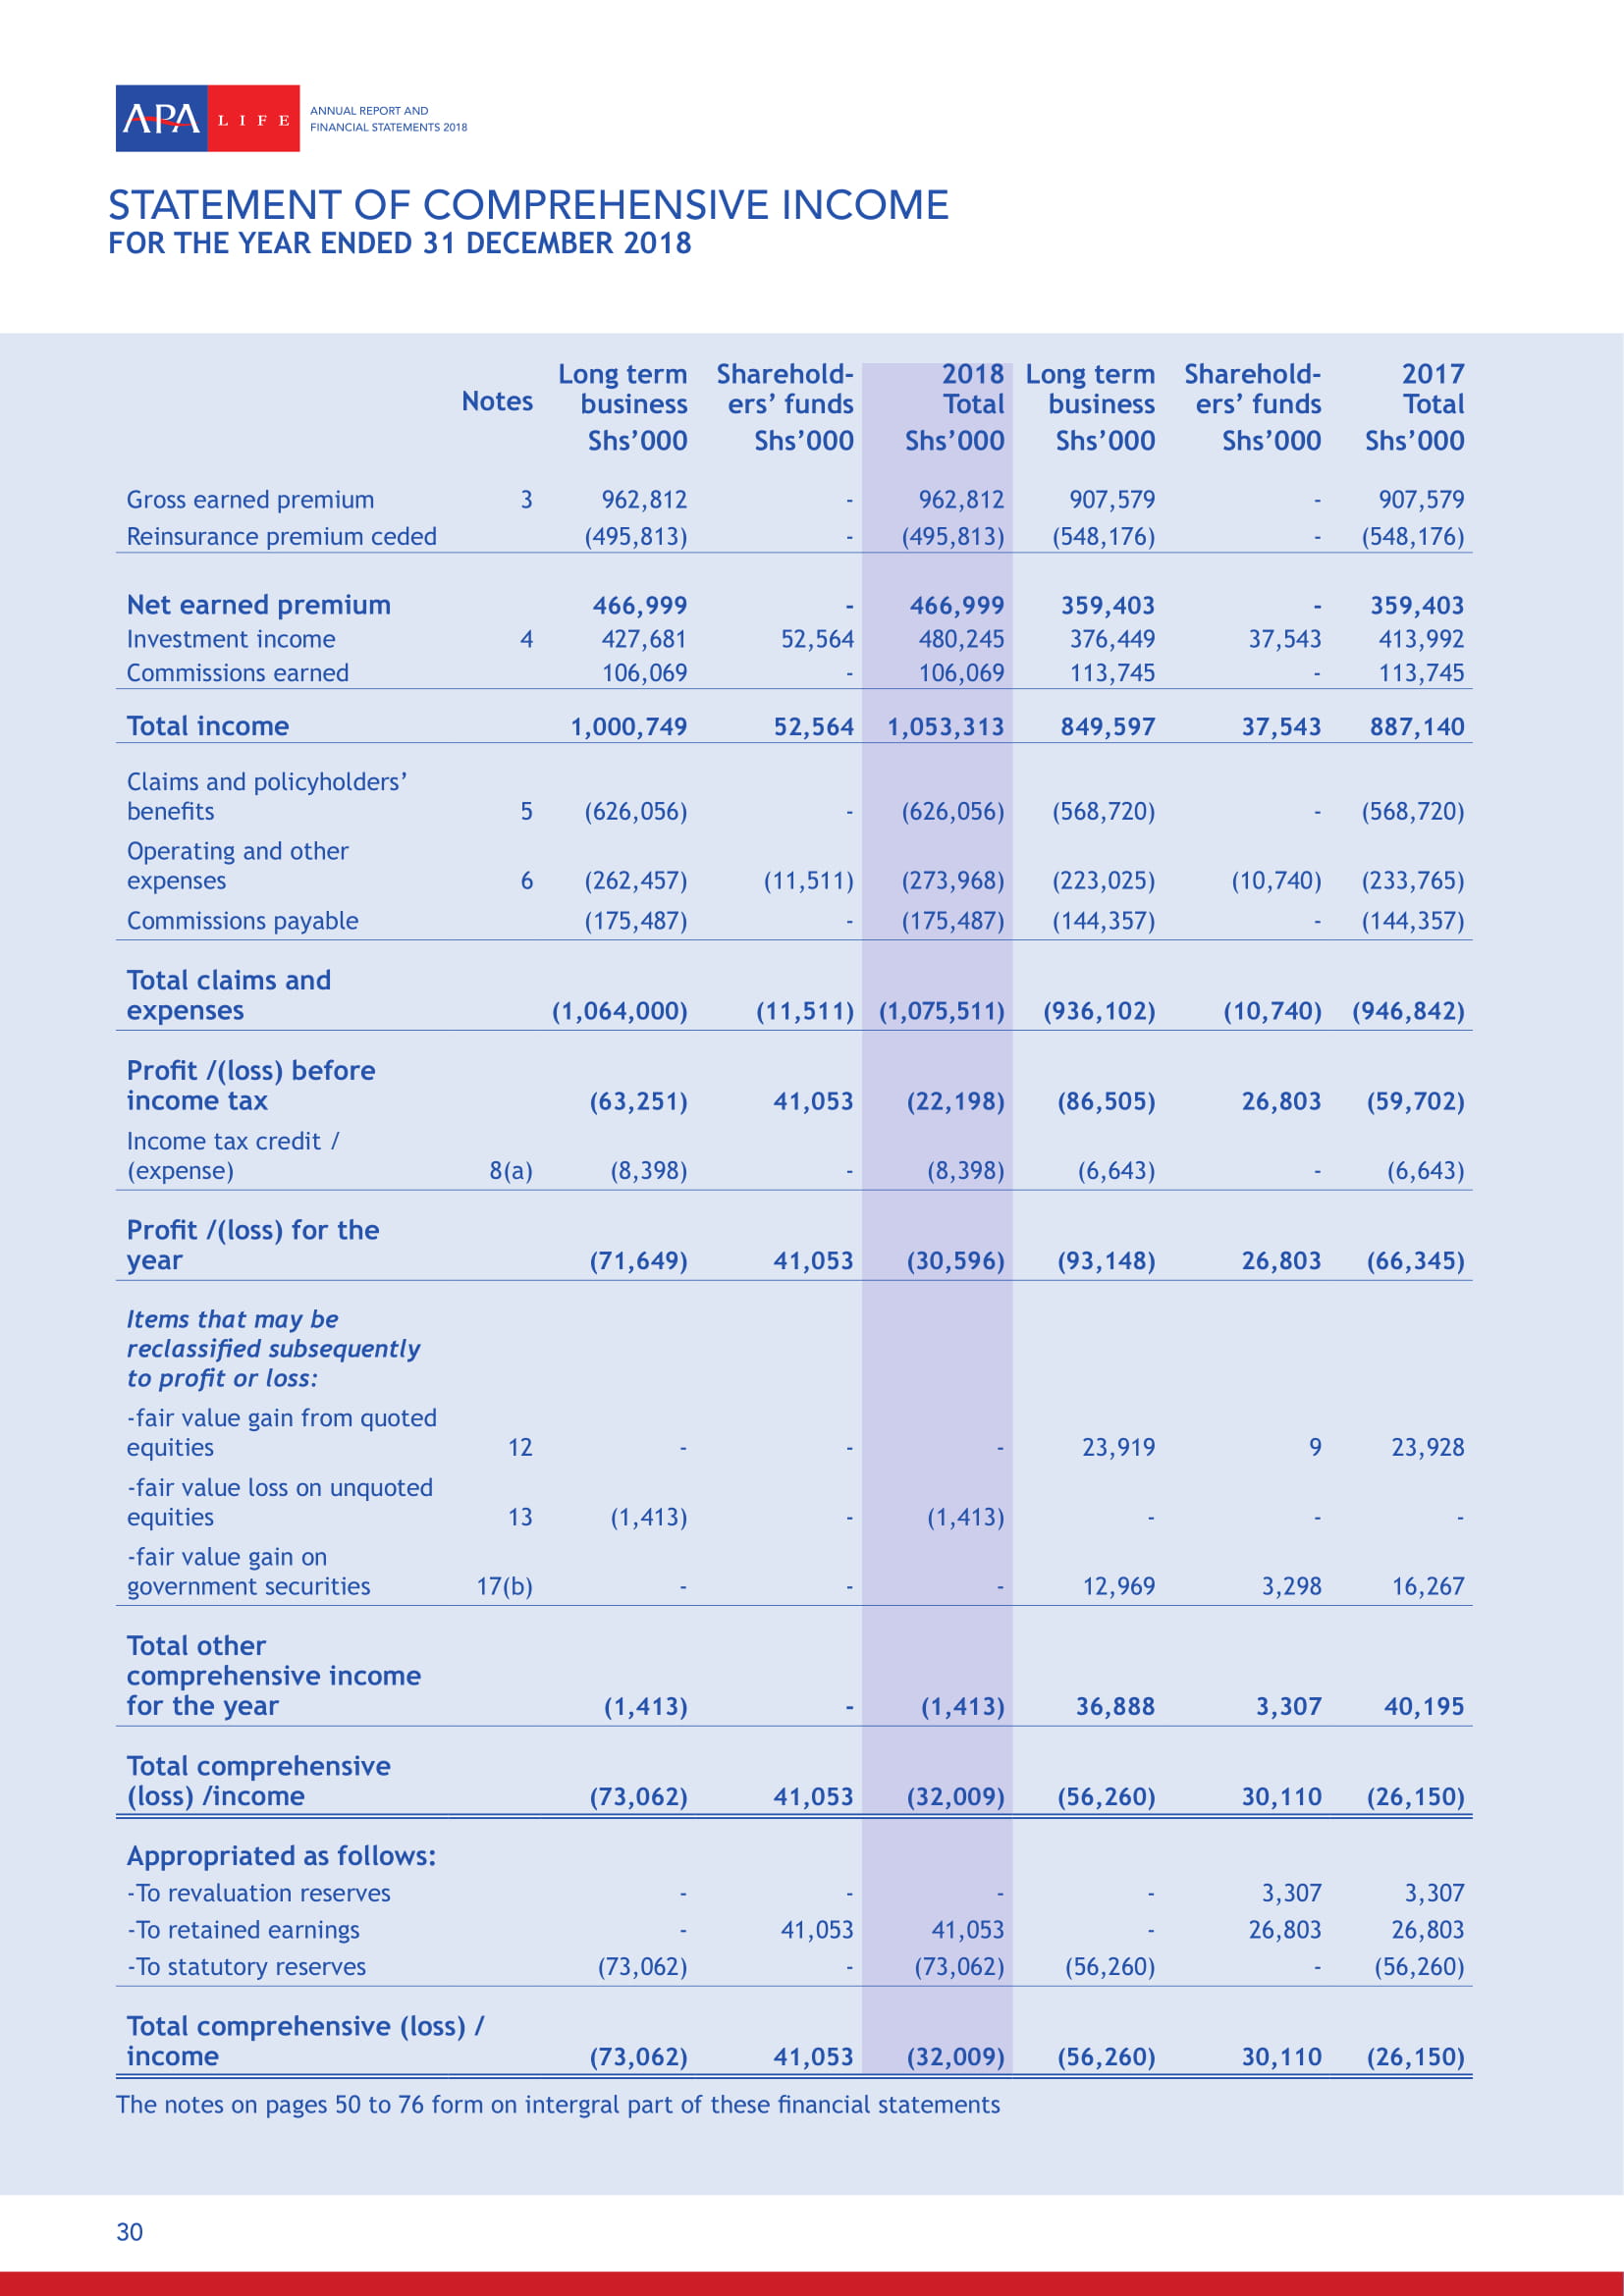 APA LIFE
ANNUAL REPORT AND
FINANCIAL STATEMENTS 2018
STATEMENT OF COMPREHENSIVE INCOME
FOR THE YEAR ENDED 31 DECEMBER 2018
Notes Long term business Shs’000 Sharehold-ers’ funds Shs’000 2018 Total Shs’000 Long term business Shs’000 Sharehold-ers’ funds Shs’000 2017 Total Shs’000
Gross earned premium 3 962,812 - 962,812 907,579 - 907,579
Reinsurance premium ceded (495,813) - (495,813) (548,176) - (548,176)
Net earned premium 466,999 - 466,999 359,403 - 359,403
Investment income 4 427,681 52,564 480,245 376,449 37,543 413,992
Commissions earned 106,069 - 106,069 113,745 - 113,745
Total income 1,000,749 52,564 1,053,313 849,597 37,543 887,140
Claims and policyholders’
benefits 5 (626,056) - (626,056) (568,720) - (568,720)
Operating and other
expenses 6 (262,457) (11,511) (273,968) (223,025) (10,740) (233,765)
Commissions payable (175,487) - (175,487) (144,357) - (144,357)
Total claims and
expenses (1,064,000) (11,511) (1,075,511) (936,102) (10,740) (946,842)
Profit /(loss) before
income tax (63,251) 41,053 (22,198) (86,505) 26,803 (59,702)
Income tax credit /
(expense) 8(a) (8,398) - (8,398) (6,643) - (6,643)
Profit /(loss) for the
year (71,649) 41,053 (30,596) (93,148) 26,803 (66,345)
Items that may be
reclassified subsequently
to profit or loss:
-fair value gain from quoted
equities 12 - - - 23,919 9 23,928
-fair value loss on unquoted
equities 13 (1,413) - (1,413) - - -
-fair value gain on
government securities 17(b) - - - 12,969 3,298 16,267
Total other
comprehensive income
for the year (1,413) - (1,413) 36,888 3,307 40,195
Total comprehensive
(loss) /income (73,062) 41,053 (32,009) (56,260) 30,110 (26,150)
Appropriated as follows:
-To revaluation reserves - - - - 3,307 3,307
-To retained earnings - 41,053 41,053 - 26,803 26,803
-To statutory reserves (73,062) - (73,062) (56,260) - (56,260)
Total comprehensive (loss) /
income (73,062) 41,053 (32,009) (56,260) 30,110 (26,150)
The notes on pages 50 to 76 form on intergral part of these financial statements
30